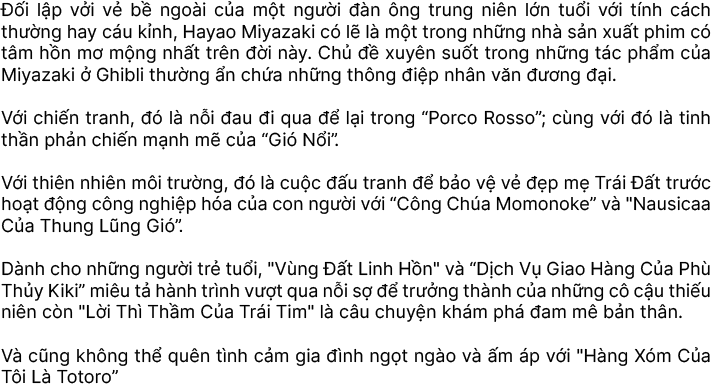 Đối lập với vẻ bề ngoài của một người đàn ông trung niên lớn tuổi với tính cách
thường hay cáu kỉnh, Hayao Miyazaki có lẽ là một trong những nhà sản xuất phim có
tâm hồn mơ mộng nhất trên đời này. Chủ đề xuyên suốt trong những tác phẩm của
Miyazaki ở Ghibli thường ẩn chứa những thông điệp nhân văn đương đại.
Với chiến tranh, đó là nỗi đau đi qua để lại trong “Porco Rosso”; cùng với đó là tinh
thần phản chiến mạnh mẽ của “Gió Nổi”.
Với thiên nhiên môi trường, đó là cuộc đấu tranh để bảo vệ vẻ đẹp mẹ Trái Đất trước
hoạt động công nghiệp hóa của con người với “Công Chúa Momonoke” và "Nausicaa
Của Thung Lũng Gió”.
Dành cho những người trẻ tuổi, "Vùng Đất Linh Hồn" và “Dịch Vụ Giao Hàng Của Phù
Thủy Kiki” miêu tả hành trình vượt qua nỗi sợ để trưởng thành của những cô cậu thiếu
niên còn "Lời Thì Thầm Của Trái Tim" là câu chuyện khám phá đam mê bản thân.
Và cũng không thể quên tình cảm gia đình ngọt ngào và ấm áp với "Hàng Xóm Của
Tôi Là Totoro”